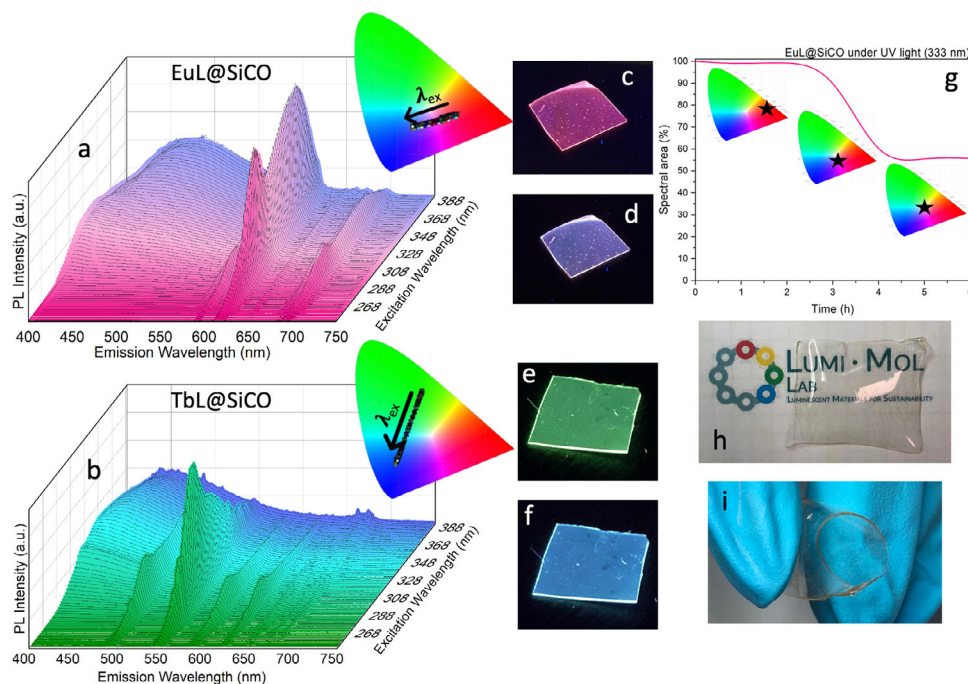 EuL@SiCO
λex
a
PL Intensity (a.u.)
400 450 500 550 600 650 700 750
Emission Wavelength (nm)
268 288 308 328 348 368 388
Excitation Wavelength (nm)
TbL@SiCO
λex
b
PL Intensity (a.u.)
400 450 500 550 600 650 700 750
Emission Wavelength (nm)
268 288 308 328 348 368 388
Excitation Wavelength (nm)
c
d
e
f
EuL@SiCO under UV light (333 nm)
g
Spectral area (%)
100
90
80
70
60
50
40
30
20
10
0
0 1 2 3 4 5 6
Time (h)
LUMI · MOL
LAB
LUMINESCENT MATERIALS FOR SUSTAINABILITY
h
i